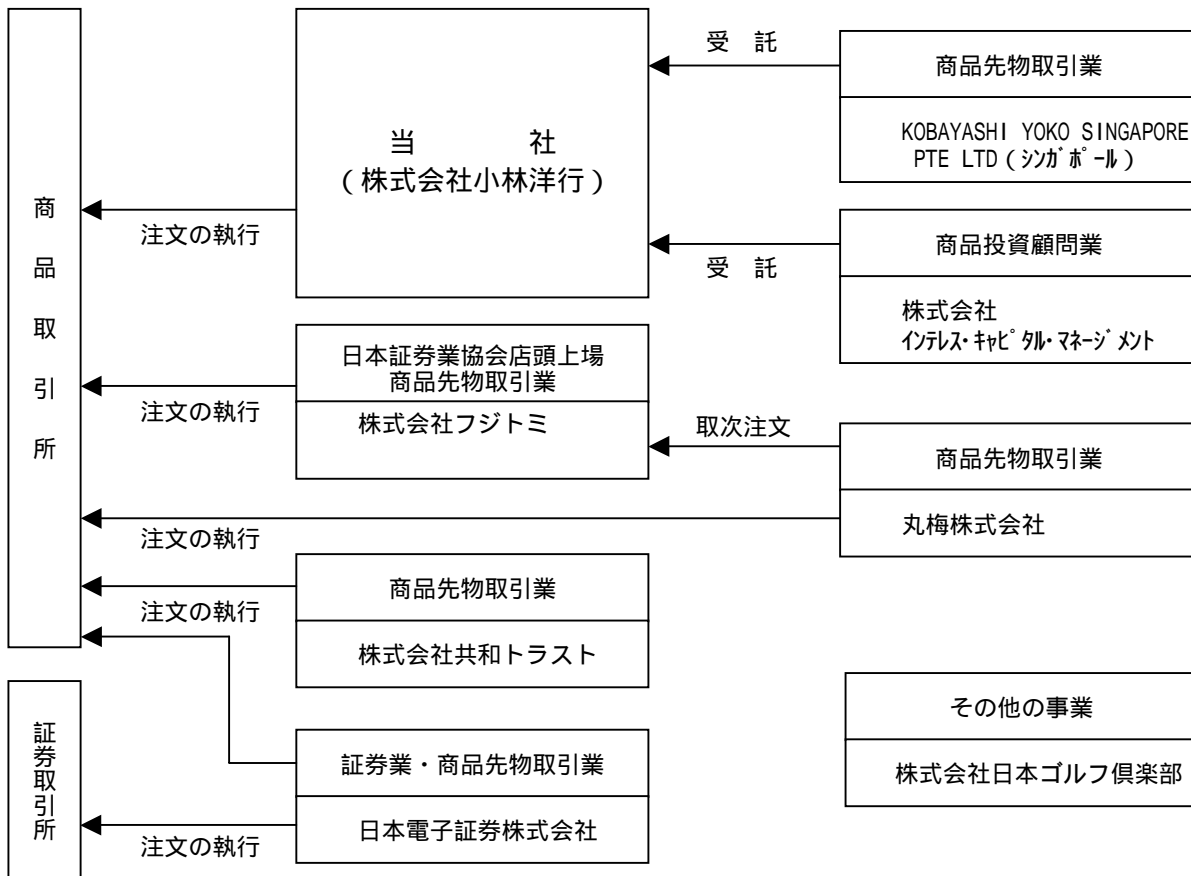 商品取引所
証券取引所
当　　社
（株式会社小林洋行）
注文の執行
受　託
商品先物取引業
KOBAYASHI YOKO SINGAPORE
PTE LTD（ｼﾝｶﾞﾎﾟｰﾙ）
受　託
商品投資顧問業
株式会社
ｲﾝﾃﾚｽ･ｷｬﾋﾟﾀﾙ･ﾏﾈｰｼﾞﾒﾝﾄ
日本証券業協会店頭上場
商品先物取引業
株式会社フジトミ
注文の執行
取次注文
商品先物取引業
丸梅株式会社
注文の執行
商品先物取引業
株式会社共和トラスト
注文の執行
証券業・商品先物取引業
日本電子証券株式会社
注文の執行
その他の事業
株式会社日本ゴルフ倶楽部